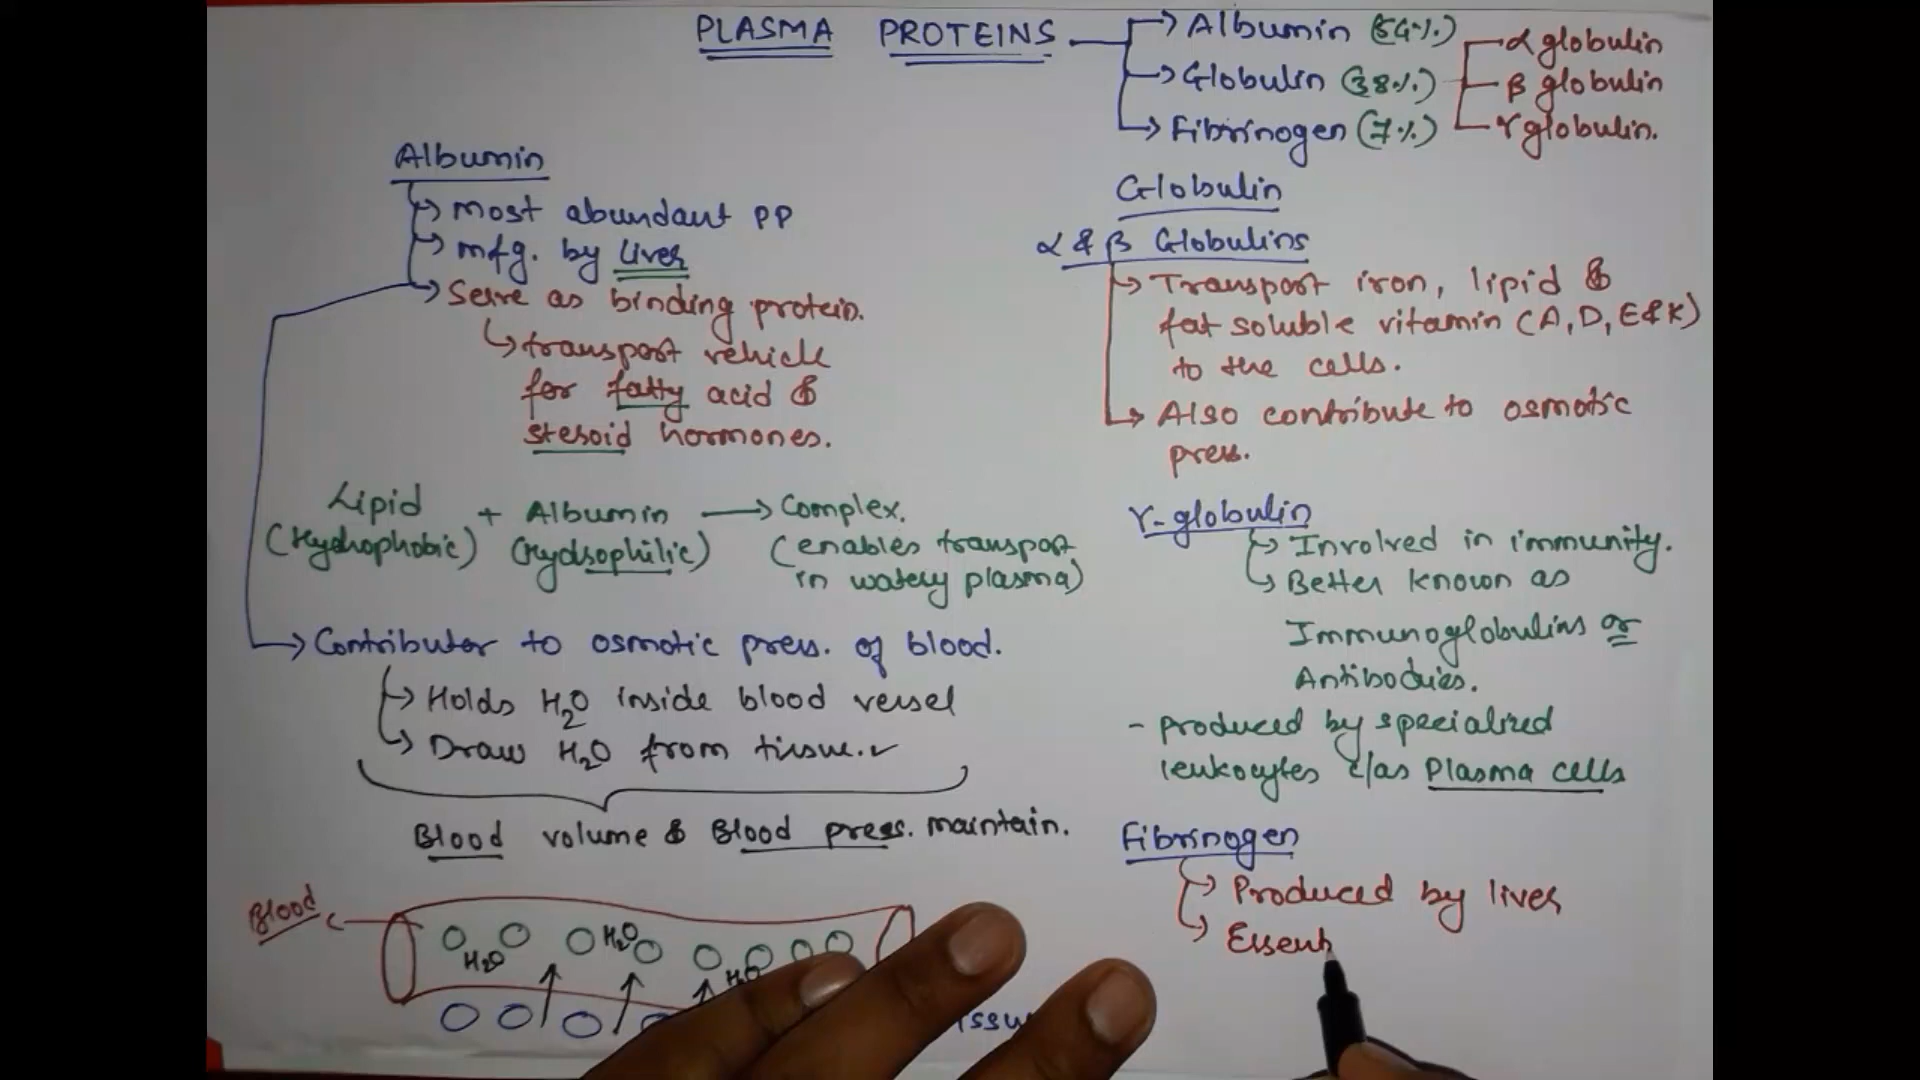 PLASMA PROTEINS
Albumin (54%)
Globulin (38%)
Fibrinogen (7%)
α globulin
β globulin
γ globulin.
Albumin
Most abundant PP
Mfg. by Liver
Serve as binding protein.
transport vehicle
for fatty acid &
steroid hormones.
Lipid + Albumin → Complex.
(Hydrophobic) (Hydrophilic) (enables transport
in watery plasma)
Contributor to osmotic press. of blood.
Holds H₂O inside blood vessel
Draw H₂O from tissue.
Blood volume & Blood press. maintain.
Blood
H₂O H₂O H₂O
Globulin
α & β Globulins
Transport iron, lipid &
fat soluble vitamin (A, D, E & K)
to the cells.
Also contribute to osmotic
press.
γ-globulin
Involved in immunity.
Better known as
Immunoglobulins or
Antibodies.
- produced by specialized
leukocytes c/as Plasma cells
Fibrinogen
Produced by liver
Essent